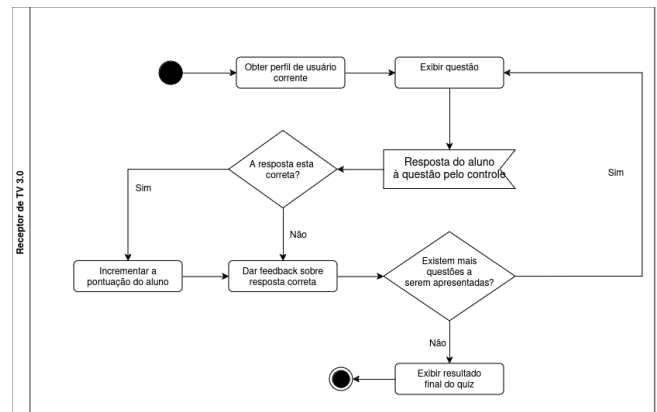 Receptor de TV 3.0
Obter perfil de usuário
corrente
Exibir questão
Resposta do aluno
à questão pelo controle
A resposta esta
correta?
Sim
Não
Incrementar a
pontuação do aluno
Dar feedback sobre
resposta correta
Existem mais
questões a
serem apresentadas?
Sim
Não
Exibir resultado
final do quiz